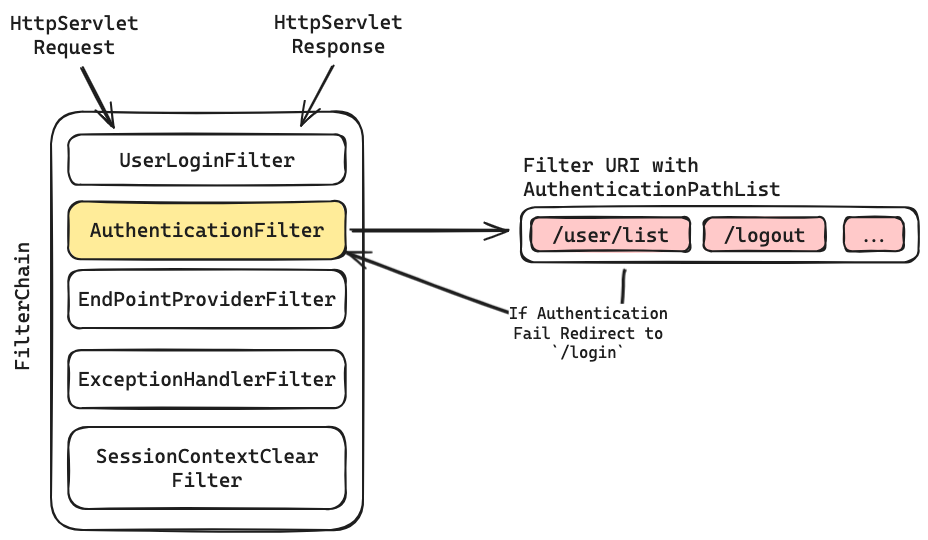 HttpServlet
Request
HttpServlet
Response
FilterChain
UserLoginFilter
AuthenticationFilter
EndPointProviderFilter
ExceptionHandlerFilter
SessionContextClear
Filter
Filter URI with
AuthenticationPathList
/user/list
/logout
...
If Authentication
Fail Redirect to
`/login`